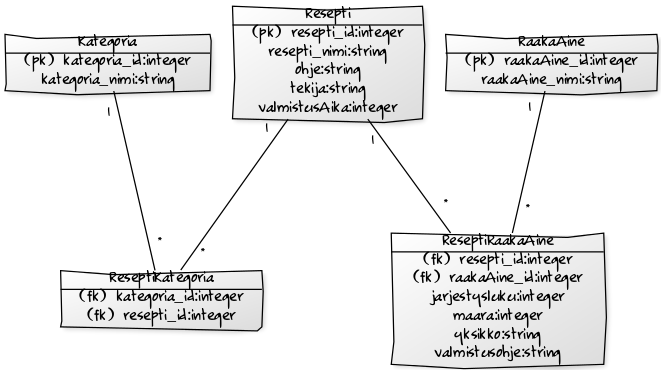 Kategoria
(pk) kategoria_id:integer
kategoria_nimi:string
Resepti
(pk) resepti_id:integer
resepti_nimi:string
ohje:string
tekija:string
valmistusAika:integer
RaakaAine
(pk) raakaAine_id:integer
raakaAine_nimi:string
1
1
1
1
*
*
*
*
ReseptiKategoria
(fk) kategoria_id:integer
(fk) resepti_id:integer
ReseptiRaakaAine
(fk) resepti_id:integer
(fk) raakaAine_id:integer
jarjestysluku:integer
maara:integer
yksikko:string
valmistusohje:string